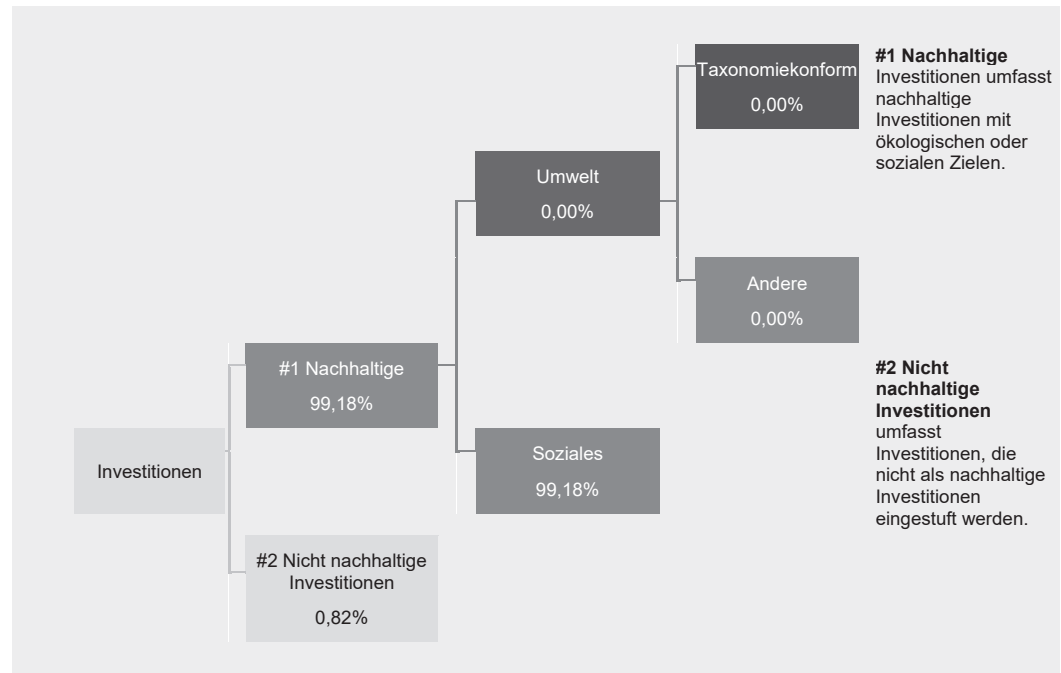 Taxonomiekonform
0,00%
#1 Nachhaltige
Investitionen umfasst
nachhaltige
Investitionen mit
ökologischen oder
sozialen Zielen.
Umwelt
0,00%
Andere
0,00%
#1 Nachhaltige
99,18%
#2 Nicht
nachhaltige
Investitionen
umfasst
Investitionen, die
nicht als nachhaltige
Investitionen
eingestuft werden.
Investitionen
Soziales
99,18%
#2 Nicht nachhaltige
Investitionen
0,82%